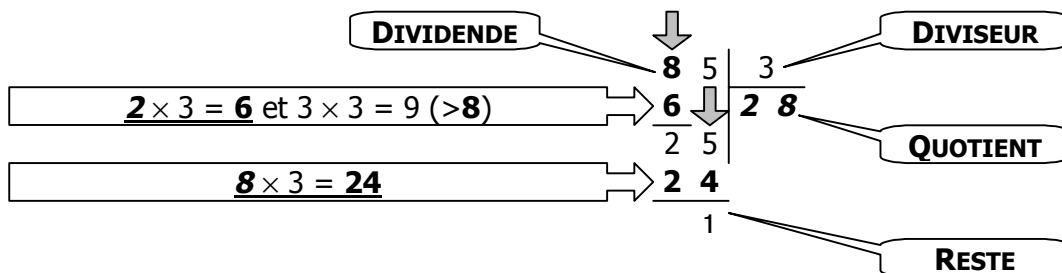 DIVIDENDE
DIVISEUR
8 5 3
2 × 3 = 6 et 3 × 3 = 9 (>8)
6 2 8
2 5
QUOTIENT
8 × 3 = 24
2 4
1
RESTE